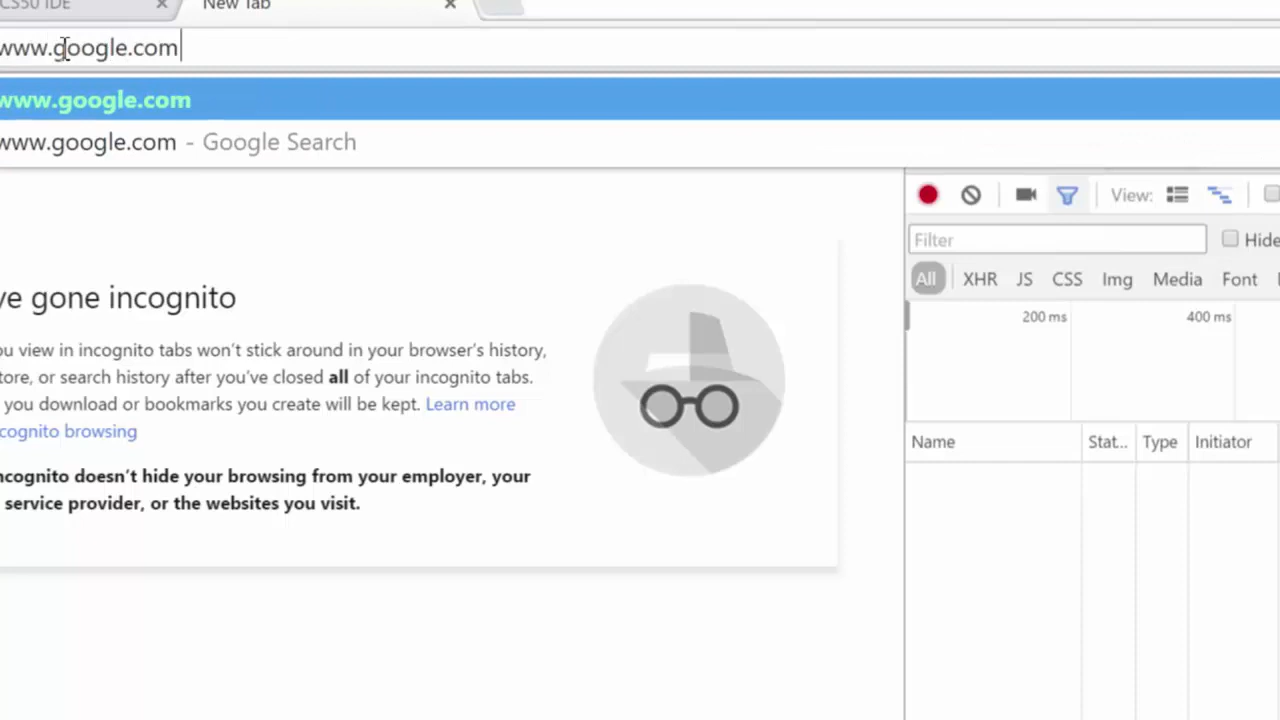 CS50 IDE
New Tab
www.google.com
www.google.com
www.google.com - Google Search
View:
Filter
Hide
All XHR JS CSS Img Media Font
200 ms 400 ms
Name Stat... Type Initiator
've gone incognito
ou view in incognito tabs won't stick around in your browser's history,
tore, or search history after you've closed all of your incognito tabs.
you download or bookmarks you create will be kept. Learn more
incognito browsing
incognito doesn't hide your browsing from your employer, your
service provider, or the websites you visit.